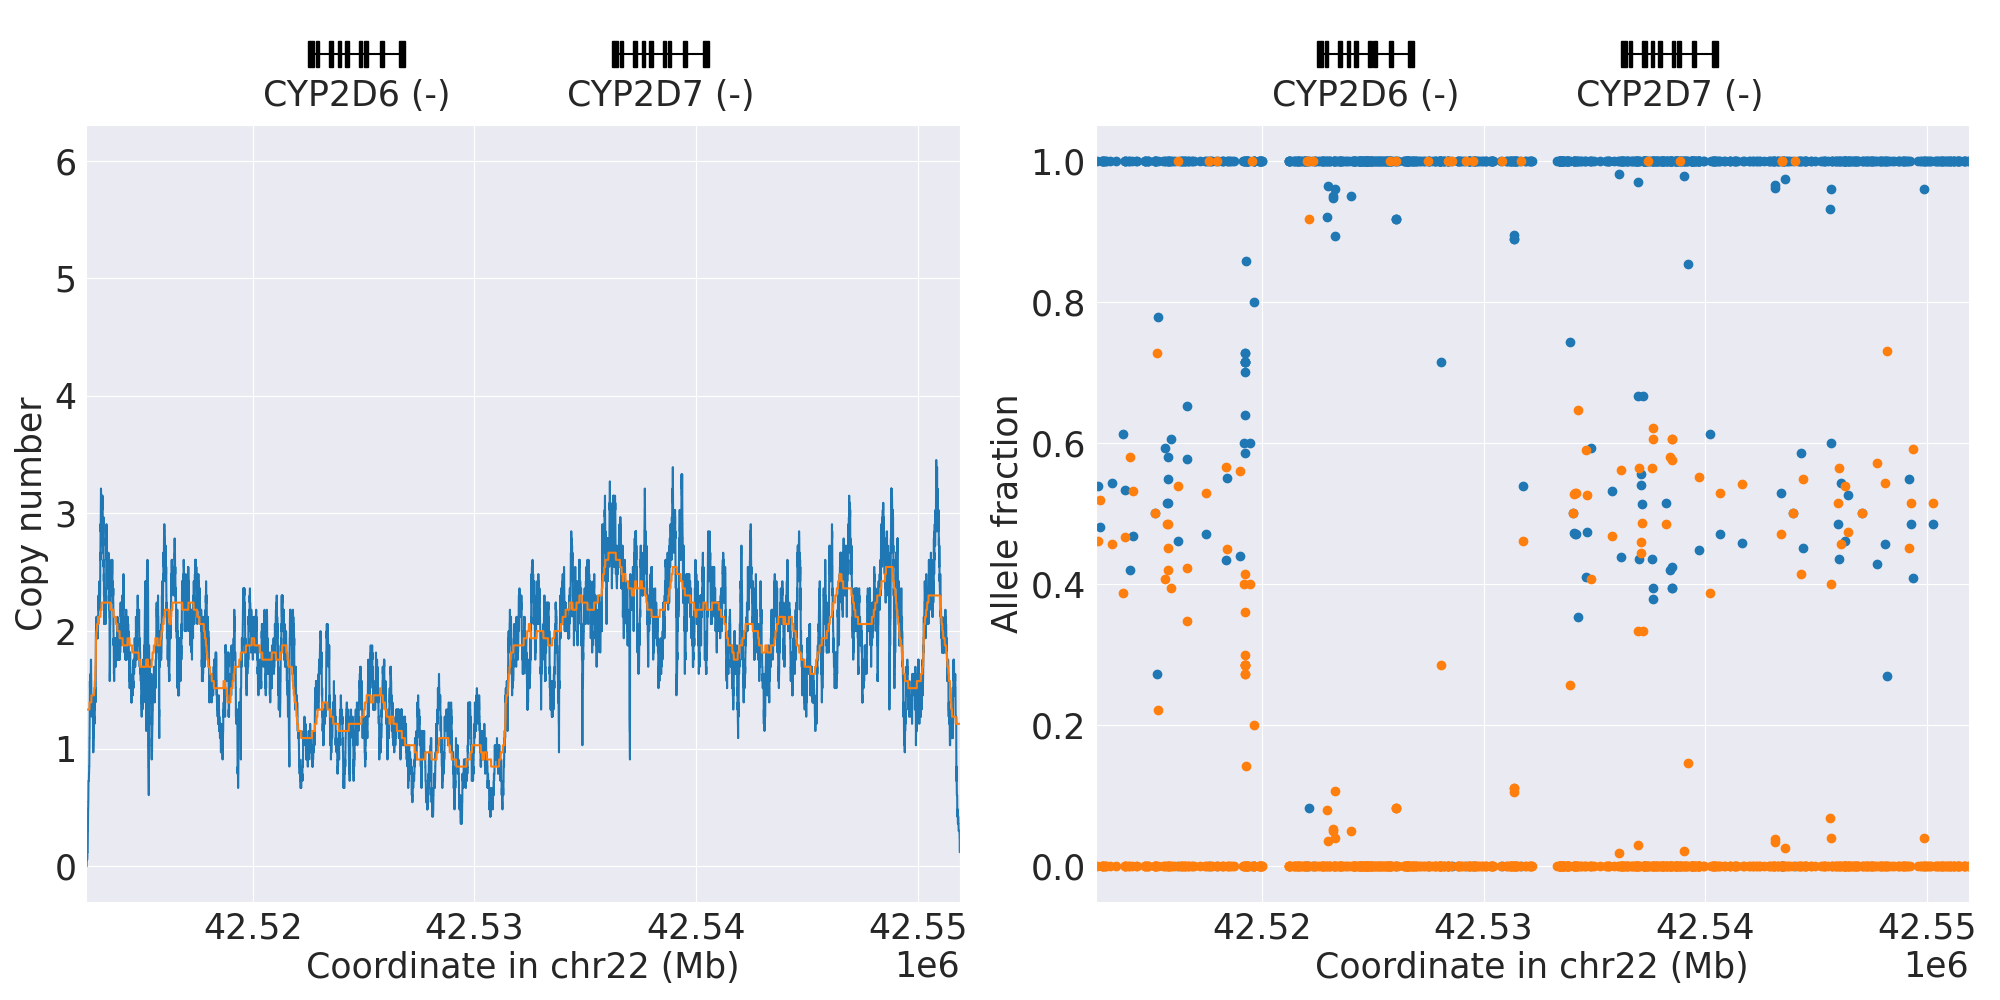 CYP2D6 (-) CYP2D7 (-)
6
5
4
3
2
1
0
Copy number
42.52 42.53 42.54 42.55
Coordinate in chr22 (Mb) 1e6
CYP2D6 (-) CYP2D7 (-)
1.0
0.8
0.6
0.4
0.2
0.0
Allele fraction
42.52 42.53 42.54 42.55
Coordinate in chr22 (Mb) 1e6